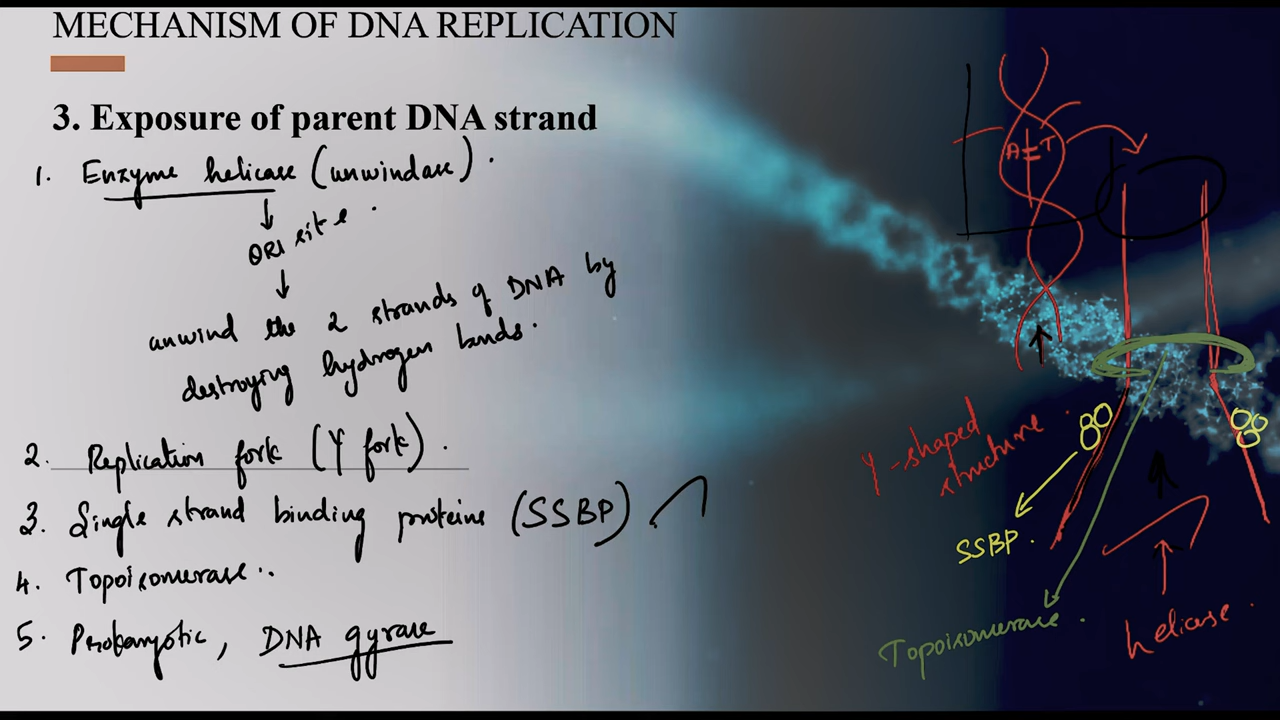 MECHANISM OF DNA REPLICATION
3. Exposure of parent DNA strand
1. Enzyme helicase (unwindase).
ORI site.
unwind the 2 strands of DNA by
destroying hydrogen bonds.
2. Replication fork (Y fork).
3. Single strand binding proteins (SSBP)
4. Topoisomerase..
5. Prokaryotic, DNA gyrase
A=T
Y-shaped
structure.
SSBP.
Topoisomerase.
helicase.